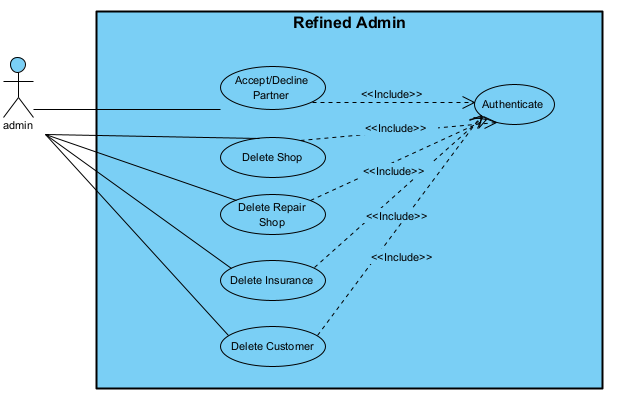 Refined Admin
Accept/Decline
Partner
<<Include>>
Authenticate
admin
<<Include>>
Delete Shop
<<Include>>
Delete Repair
Shop
<<Include>>
<<Include>>
Delete Insurance
Delete Customer